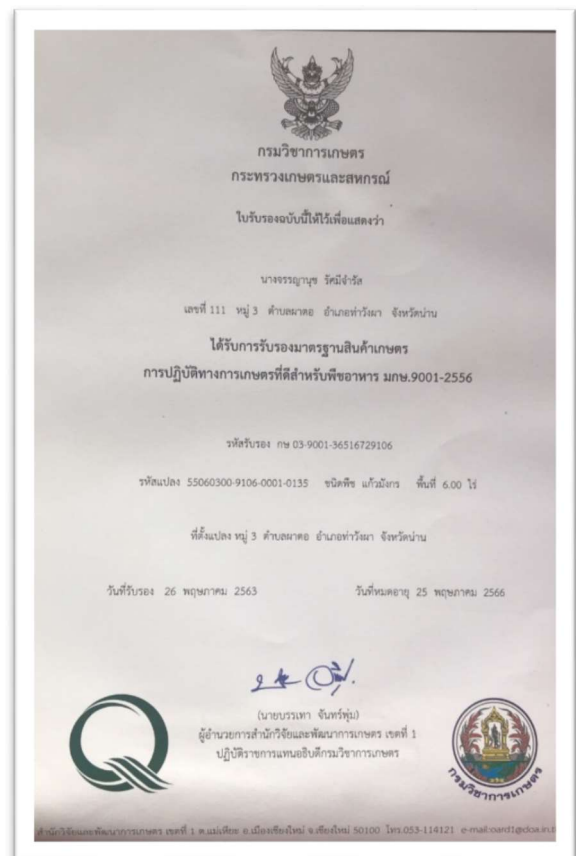 กรมวิชาการเกษตร
กระทรวงเกษตรและสหกรณ์
ใบรับรองฉบับนี้ให้ไว้เพื่อแสดงว่า
นางจรรญานุช รัศมีจำรัส
เลขที่ 111 หมู่ 3 ตำบลผาตอ อำเภอท่าวังผา จังหวัดน่าน
ได้รับการรับรองมาตรฐานสินค้าเกษตร
การปฏิบัติทางการเกษตรที่ดีสำหรับพืชอาหาร มกษ.9001-2556
รหัสรับรอง กษ 03-9001-36516729106
รหัสแปลง 55060300-9106-0001-0135 ชนิดพืช แก้วมังกร พื้นที่ 6.00 ไร่
ที่ตั้งแปลง หมู่ 3 ตำบลผาตอ อำเภอท่าวังผา จังหวัดน่าน
วันที่รับรอง 26 พฤษภาคม 2563 วันที่หมดอายุ 25 พฤษภาคม 2566
(นายบรรเทา จันทร์พุ่ม)
ผู้อำนวยการสำนักวิจัยและพัฒนาการเกษตร เขตที่ 1
ปฏิบัติราชการแทนอธิบดีกรมวิชาการเกษตร
กรมวิชาการเกษตร
สำนักวิจัยและพัฒนาการเกษตร เขตที่ 1 ต.แม่เหียะ อ.เมืองเชียงใหม่ จ.เชียงใหม่ 50100 โทร.053-114121 e-mail:oard1@doa.in.t